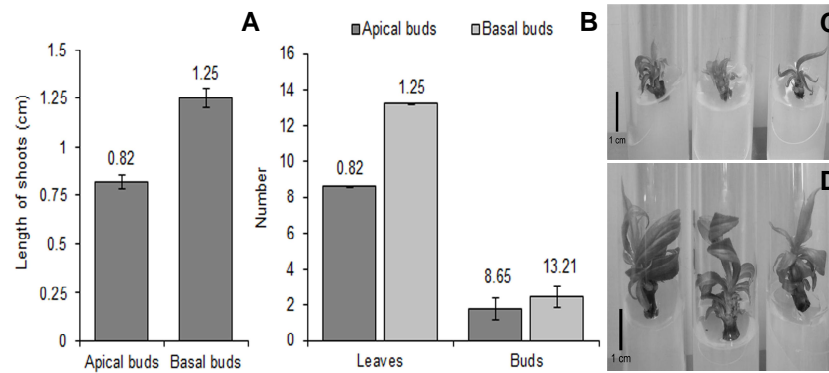 A
Length of shoots (cm)
1.5
1.25
1
0.75
0.5
0.25
0
0.82
1.25
Apical buds
Basal buds
B
Apical buds
Basal buds
Number
16
14
12
10
8
6
4
2
0
0.82
1.25
8.65
13.21
Leaves
Buds
C
1 cm
D
1 cm